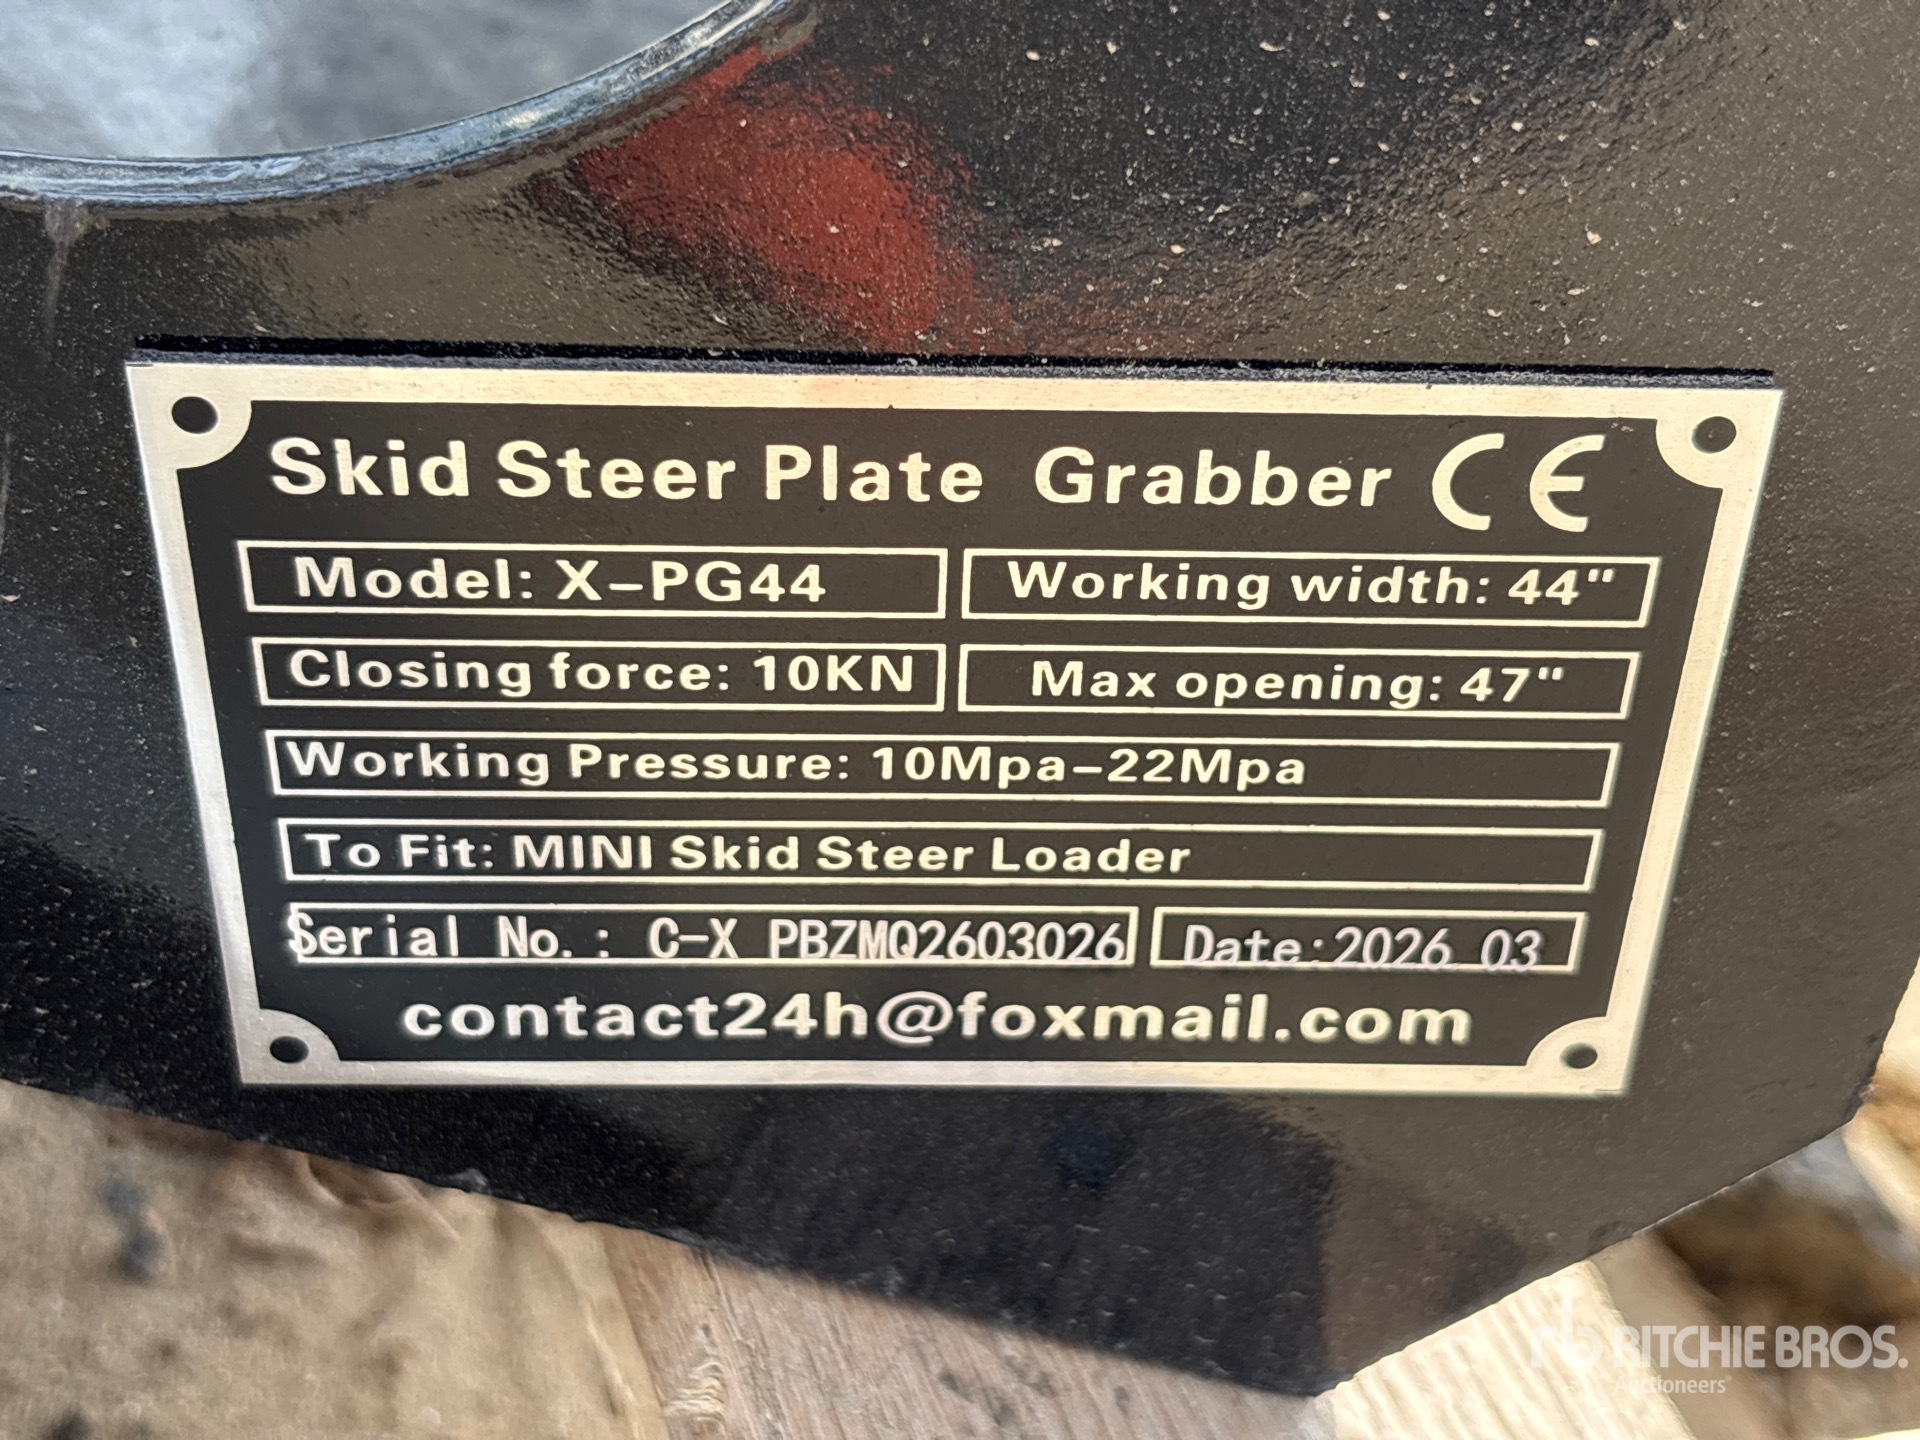 Skid Steer Plate Grabber CE
Model: X-PG44
Working width: 44"
Closing force: 10KN
Max opening: 47"
Working Pressure: 10Mpa-22Mpa
To Fit: MINI Skid Steer Loader
Serial No.: C-X PBZMQ2603026
Date:2026.03
contact24h@foxmail.com
rb RITCHIE BROS.
Auctioneers